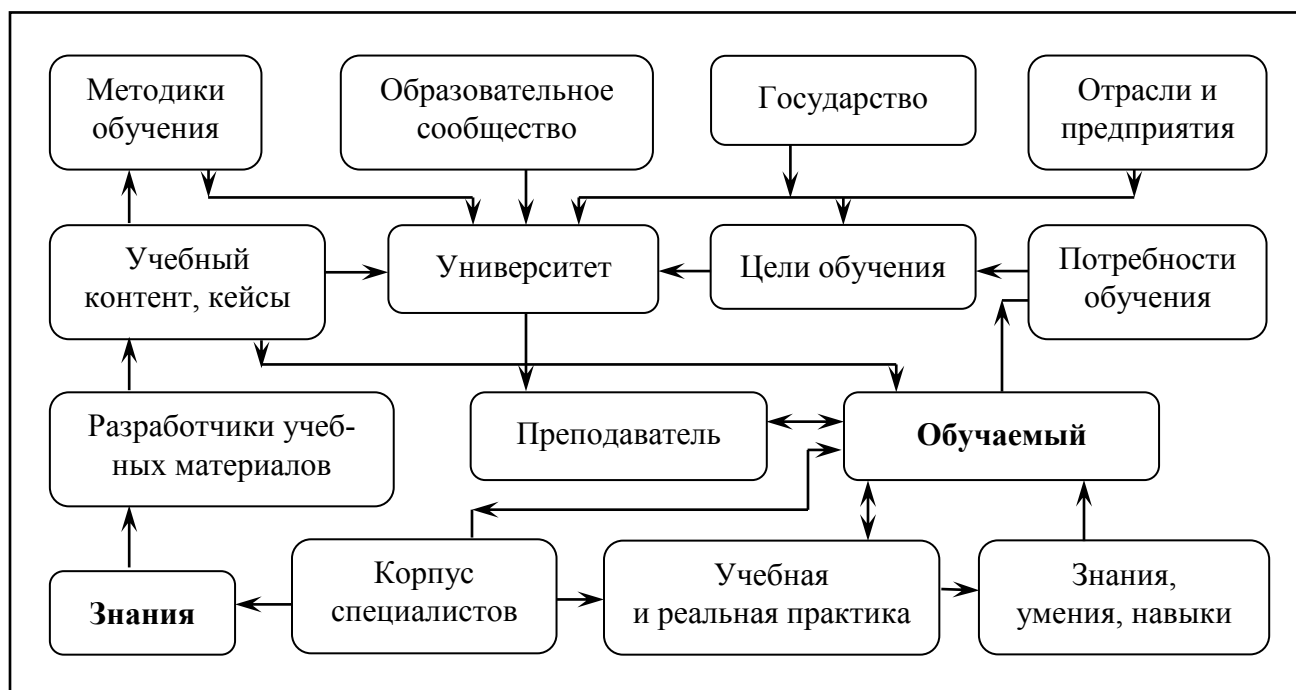 Методики
обучения
Образовательное
сообщество
Государство
Отрасли и
предприятия
Учебный
контент, кейсы
Университет
Цели обучения
Потребности
обучения
Разработчики учеб-
ных материалов
Преподаватель
Обучаемый
Знания
Корпус
специалистов
Учебная
и реальная практика
Знания,
умения, навыки